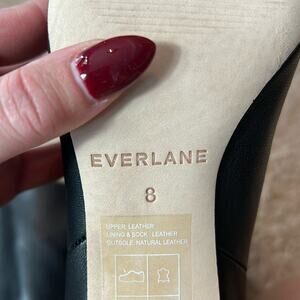 EVERLANE
8
UPPER: LEATHER
LINING & SOCK: LEATHER
OUTSOLE: NATURAL LEATHER